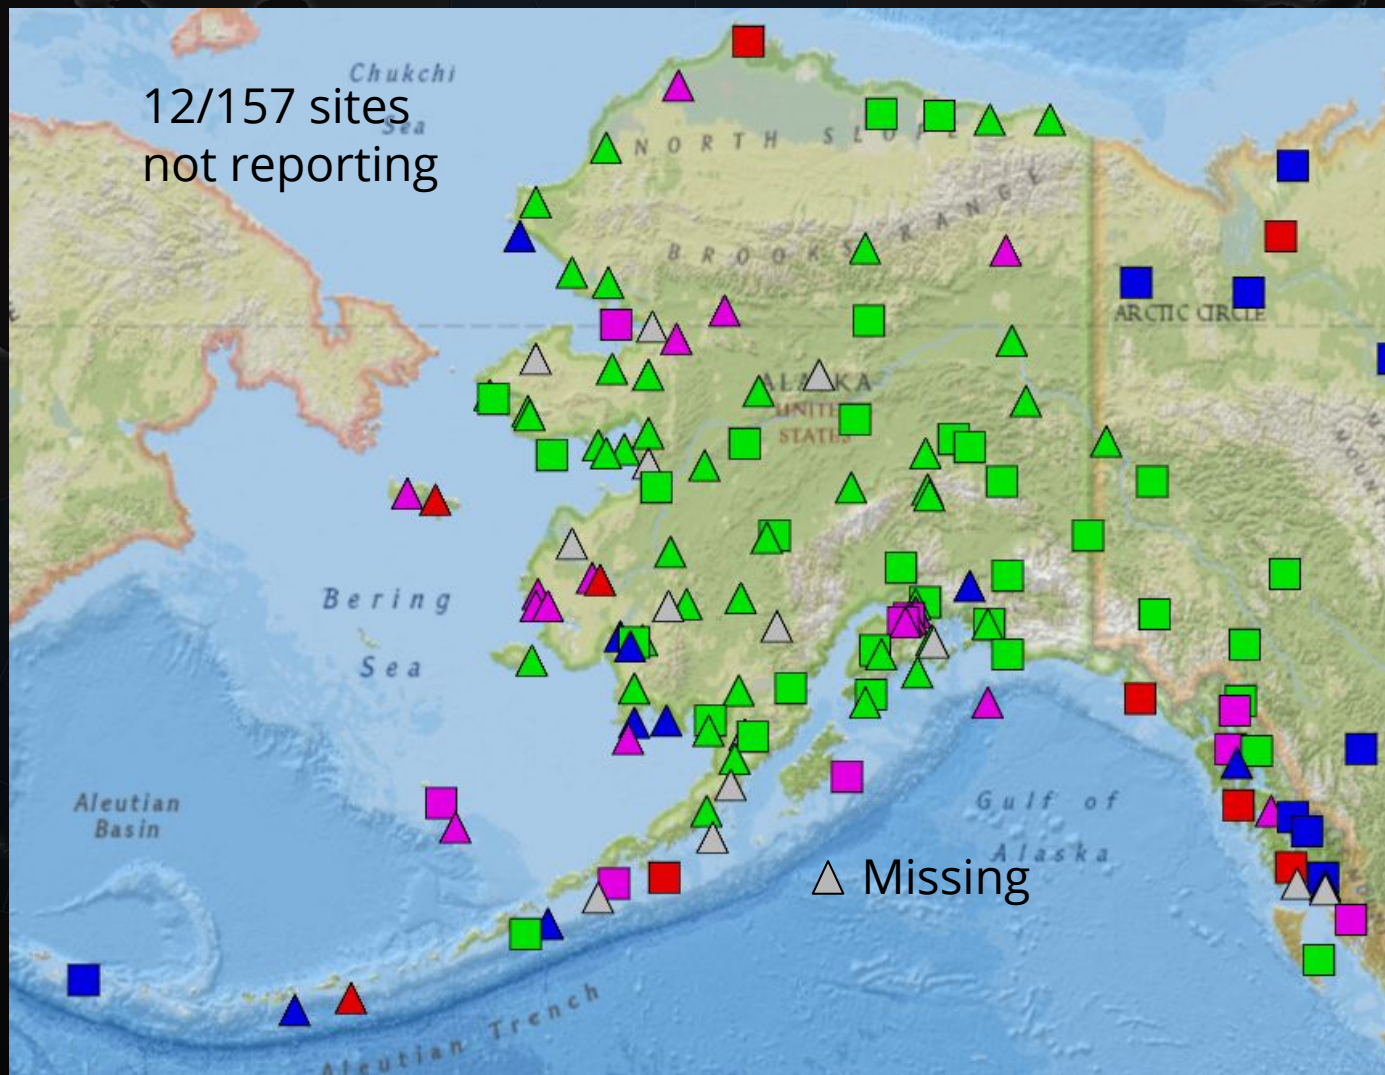 Chukchi
Sea
12/157 sites
not reporting
NORTH SLOPE
BROOKS RANGE
ARCTIC CIRCLE
ALASKA
UNITED
STATES
Bering
Sea
Aleutian
Basin
Gulf of
Alaska
Missing
Aleutian Trench